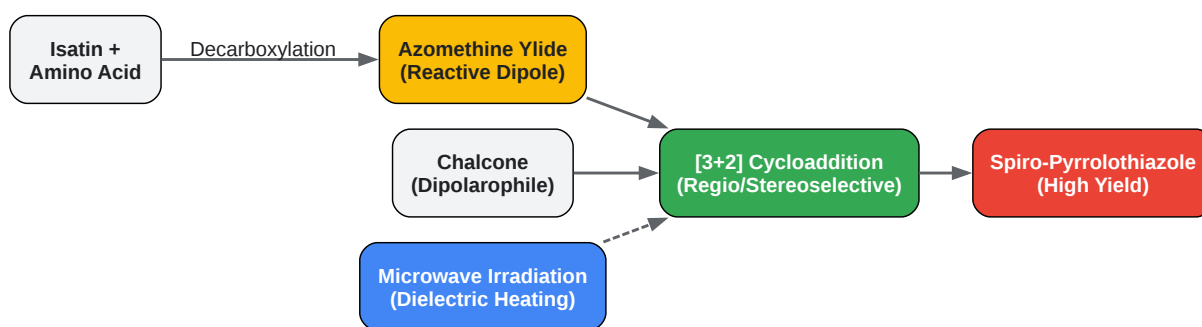 Isatin +
Amino Acid
Decarboxylation
Azomethine Ylide
(Reactive Dipole)
Chalcone
(Dipolarophile)
[3+2] Cycloaddition
(Regio/Stereoselective)
Spiro-Pyrrolothiazole
(High Yield)
Microwave Irradiation
(Dielectric Heating)